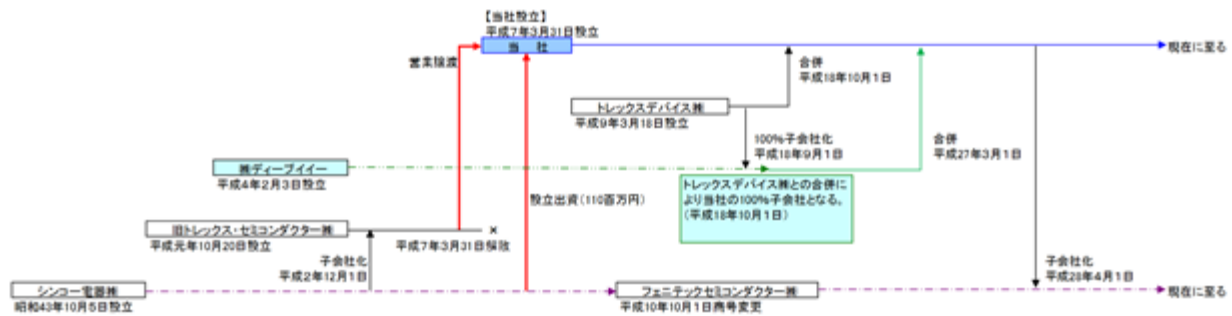 【当社設立】
平成7年3月31日設立
当 社
現在に至る
営業譲渡
合併
平成18年10月1日
トレックスデバイス㈱
平成9年3月18日設立
100%子会社化
平成18年9月1日
合併
平成27年3月1日
㈱ディーブイイー
平成4年2月3日設立
トレックスデバイス㈱との合併に
より当社の100%子会社となる。
(平成18年10月1日)
設立出資(110百万円)
旧トレックス・セミコンダクター㈱
×
平成元年10月20日設立
平成7年3月31日解散
子会社化
平成2年12月1日
子会社化
平成28年4月1日
シンコー電器㈱
昭和43年10月5日設立
フェニテックセミコンダクター㈱
平成10年10月1日商号変更
現在に至る